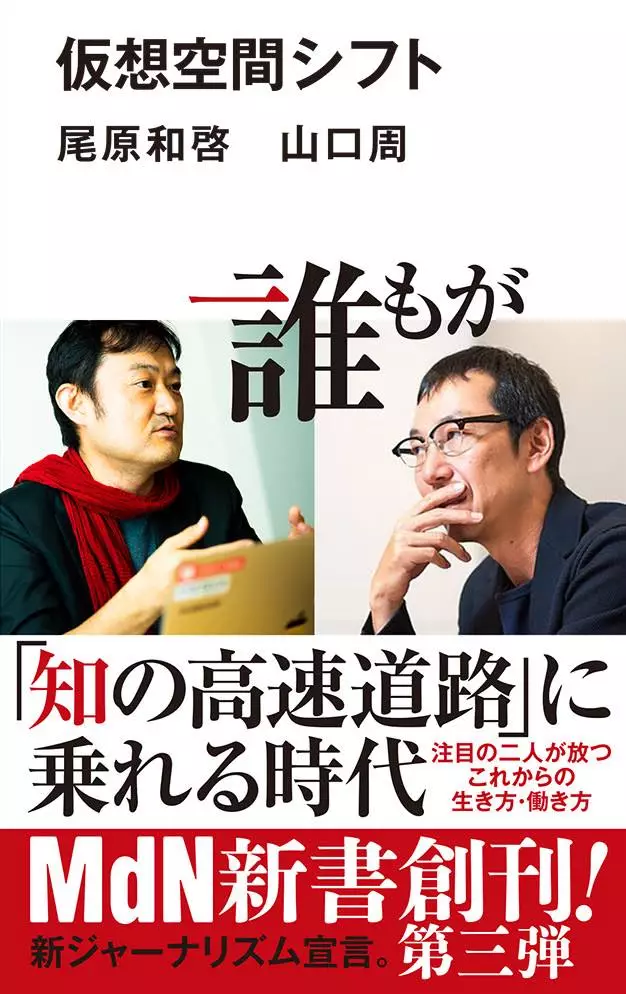 仮想空間シフト
尾原和啓　山口周
誰もが
「知の高速道路」に
乗れる時代
注目の二人が放つ
これからの
生き方・働き方
MdN新書創刊!
新ジャーナリズム宣言。第三弾